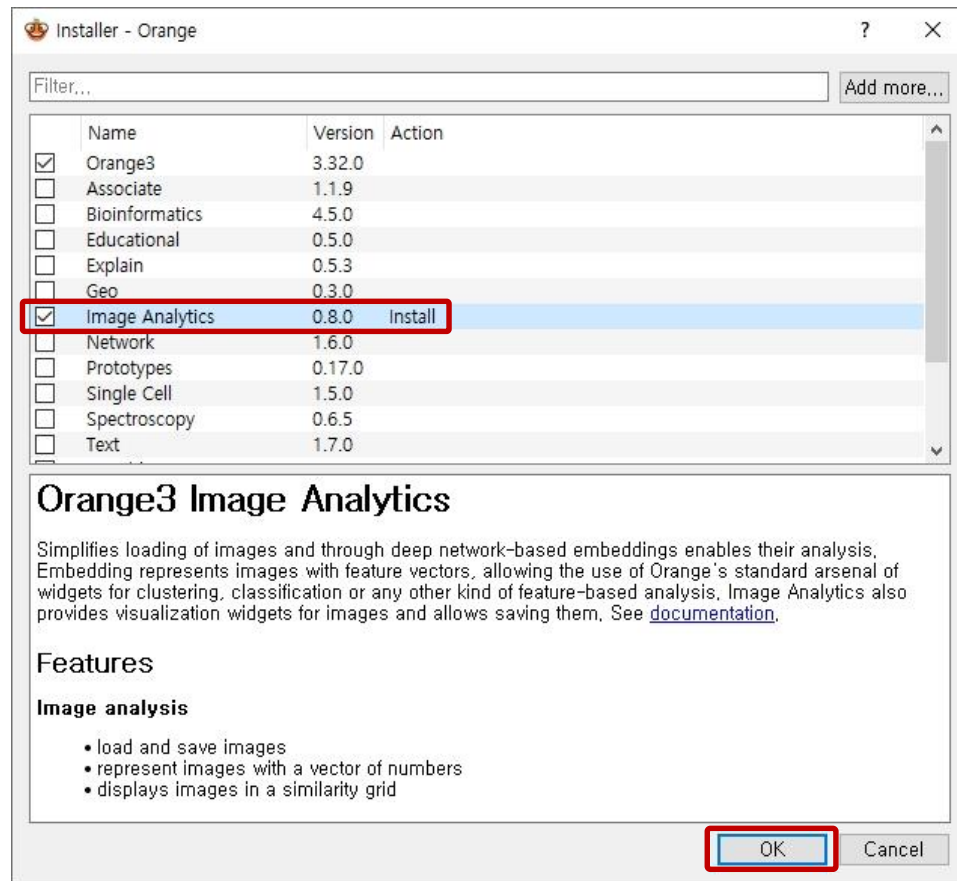 Installer - Orange
?
Filter...
Add more...
Name Version Action
Orange3 3.32.0
Associate 1.1.9
Bioinformatics 4.5.0
Educational 0.5.0
Explain 0.5.3
Geo 0.3.0
Image Analytics 0.8.0 Install
Network 1.6.0
Prototypes 0.17.0
Single Cell 1.5.0
Spectroscopy 0.6.5
Text 1.7.0
Orange3 Image Analytics
Simplifies loading of images and through deep network-based embeddings enables their analysis.
Embedding represents images with feature vectors, allowing the use of Orange's standard arsenal of
widgets for clustering, classification or any other kind of feature-based analysis. Image Analytics also
provides visualization widgets for images and allows saving them. See documentation.
Features
Image analysis
• load and save images
• represent images with a vector of numbers
• displays images in a similarity grid
OK Cancel